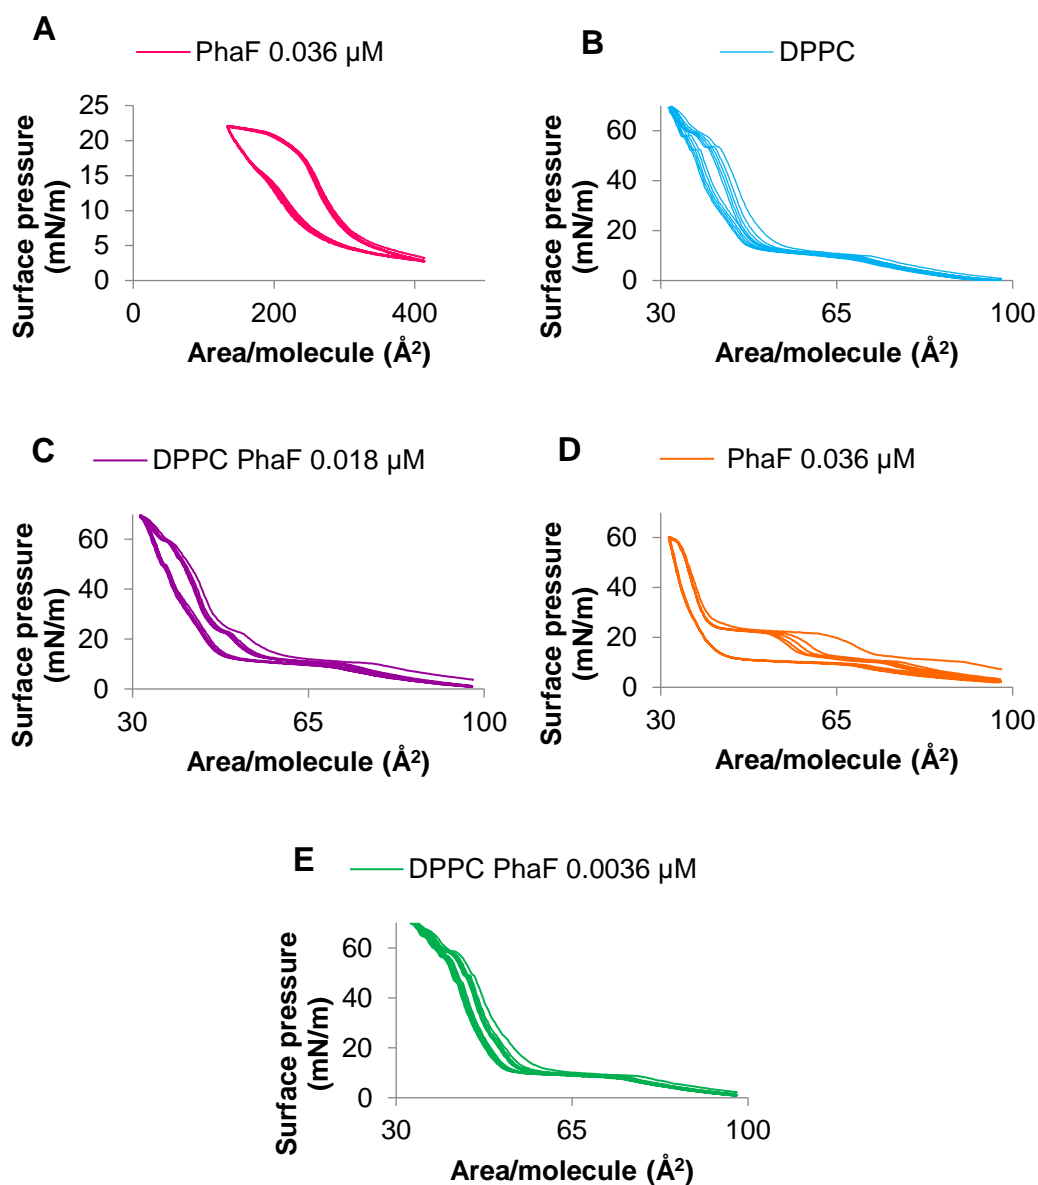 A
PhaF 0.036 µM
Surface pressure
(mN/m)
25
20
15
10
5
0
0
200
400
Area/molecule (Å²)
B
DPPC
Surface pressure
(mN/m)
60
40
20
0
30
65
100
Area/molecule (Å²)
C
DPPC PhaF 0.018 µM
Surface pressure
(mN/m)
60
40
20
0
30
65
100
Area/molecule (Å²)
D
PhaF 0.036 µM
Surface pressure
(mN/m)
60
40
20
0
30
65
100
Area/molecule (Å²)
E
DPPC PhaF 0.0036 µM
Surface pressure
(mN/m)
60
40
20
0
30
65
100
Area/molecule (Å²)